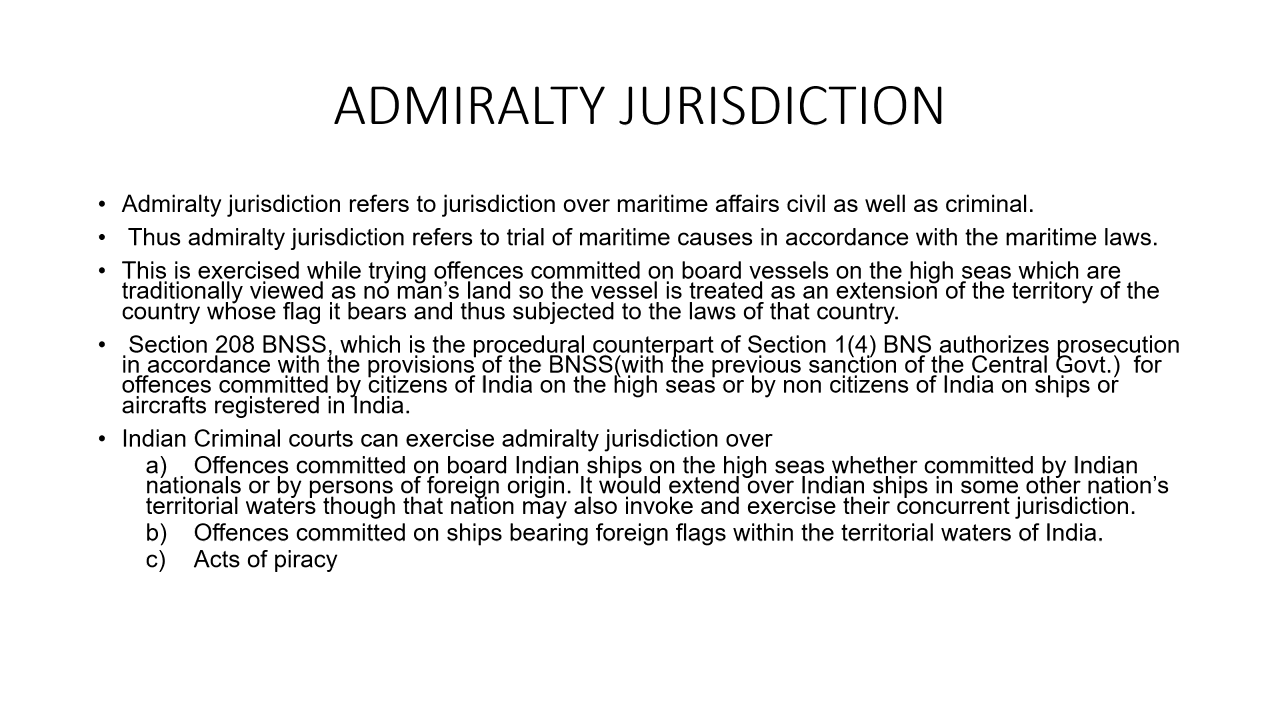 ADMIRALTY JURISDICTION
• Admiralty jurisdiction refers to jurisdiction over maritime affairs civil as well as criminal.
• Thus admiralty jurisdiction refers to trial of maritime causes in accordance with the maritime laws.
• This is exercised while trying offences committed on board vessels on the high seas which are
traditionally viewed as no man’s land so the vessel is treated as an extension of the territory of the
country whose flag it bears and thus subjected to the laws of that country.
• Section 208 BNSS, which is the procedural counterpart of Section 1(4) BNS authorizes prosecution
in accordance with the provisions of the BNSS(with the previous sanction of the Central Govt.) for
offences committed by citizens of India on the high seas or by non citizens of India on ships or
aircrafts registered in India.
• Indian Criminal courts can exercise admiralty jurisdiction over
a) Offences committed on board Indian ships on the high seas whether committed by Indian
nationals or by persons of foreign origin. It would extend over Indian ships in some other nation’s
territorial waters though that nation may also invoke and exercise their concurrent jurisdiction.
b) Offences committed on ships bearing foreign flags within the territorial waters of India.
c) Acts of piracy